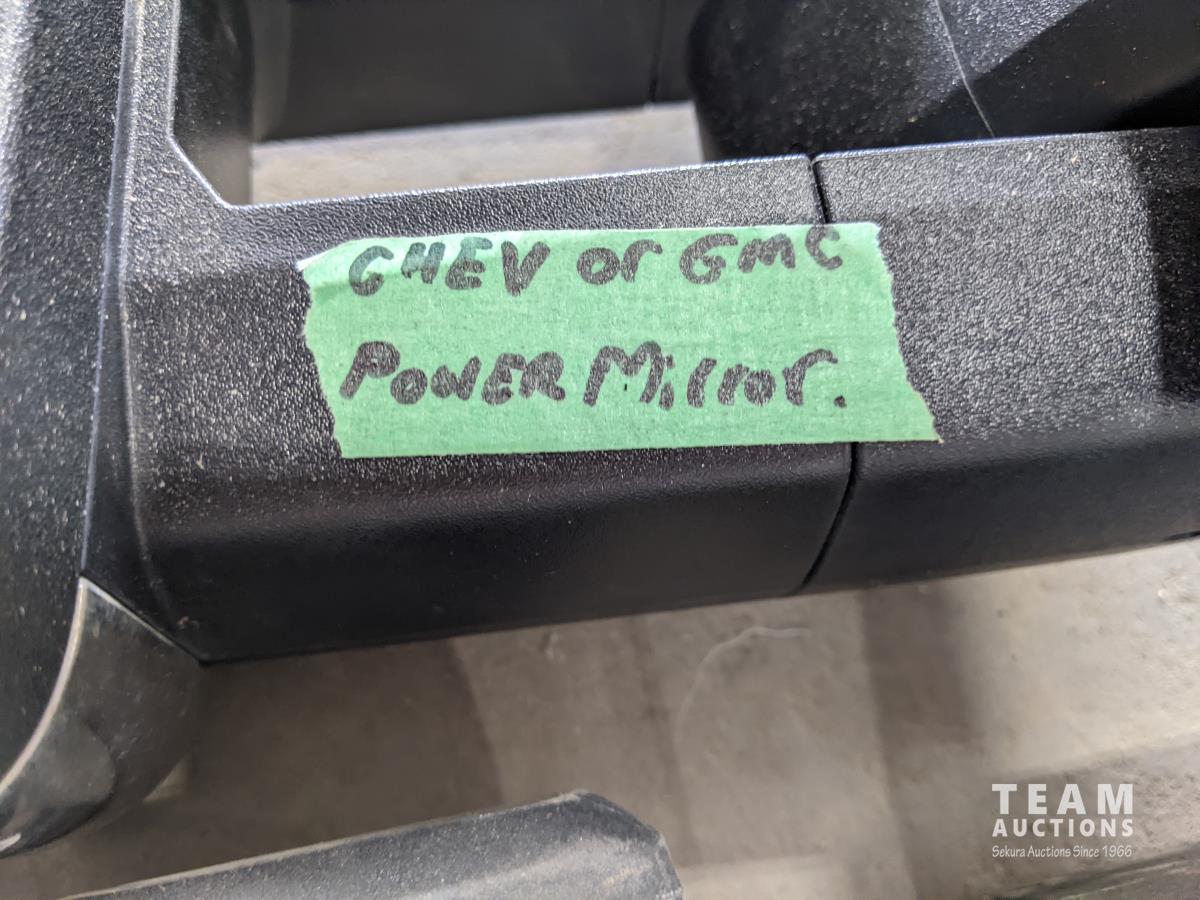 CHEV or GMC
POWER Mirror.
TEAM
AUCTIONS
Sekura Auctions Since 1966